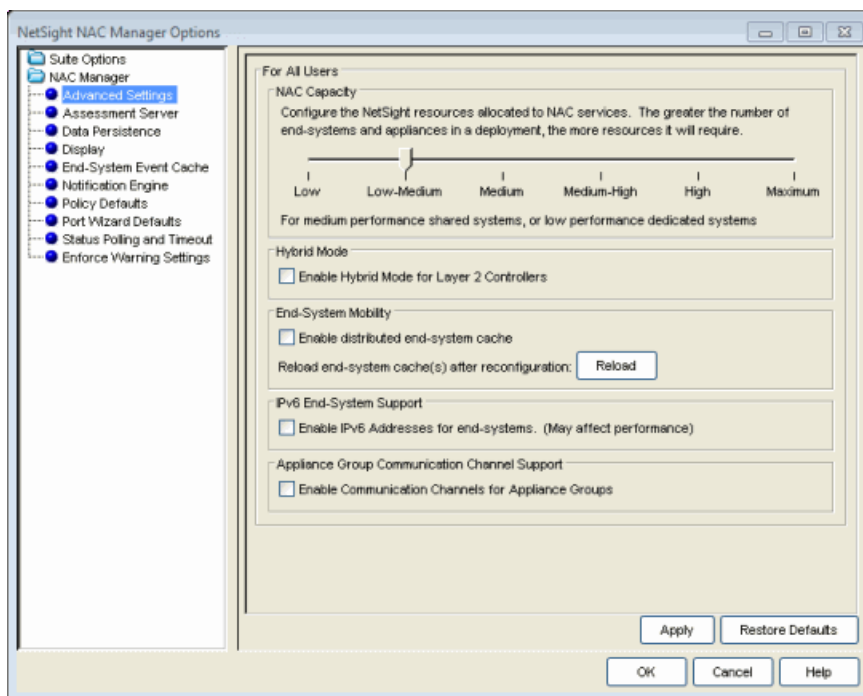 NetSight NAC Manager Options
Suite Options
NAC Manager
Advanced Settings
Assessment Server
Data Persistence
Display
End-System Event Cache
Notification Engine
Policy Defaults
Port Wizard Defaults
Status Polling and Timeout
Enforce Warning Settings
For All Users
NAC Capacity
Configure the NetSight resources allocated to NAC services. The greater the number of
end-systems and appliances in a deployment, the more resources it will require.
Low Low-Medium Medium Medium-High High Maximum
For medium performance shared systems, or low performance dedicated systems
Hybrid Mode
Enable Hybrid Mode for Layer 2 Controllers
End-System Mobility
Enable distributed end-system cache
Reload end-system cache(s) after reconfiguration: Reload
IPv6 End-System Support
Enable IPv6 Addresses for end-systems. (May affect performance)
Appliance Group Communication Channel Support
Enable Communication Channels for Appliance Groups
Apply Restore Defaults
OK Cancel Help